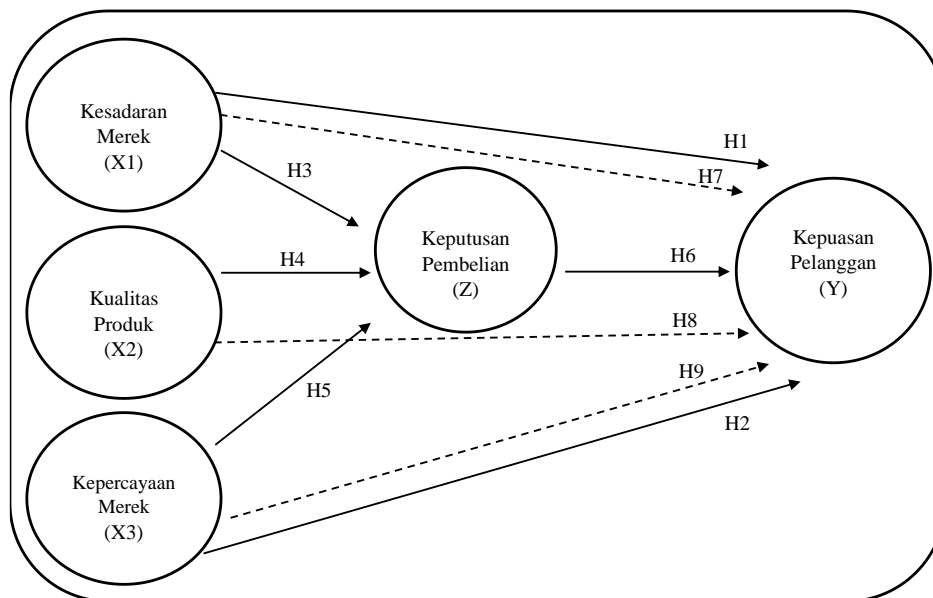 Kesadaran
Merek
(X1)
H1
H7
H3
Keputusan
Pembelian
(Z)
Kepuasan
Pelanggan
(Y)
H4
H6
Kualitas
Produk
(X2)
H8
H5
H9
H2
Kepercayaan
Merek
(X3)